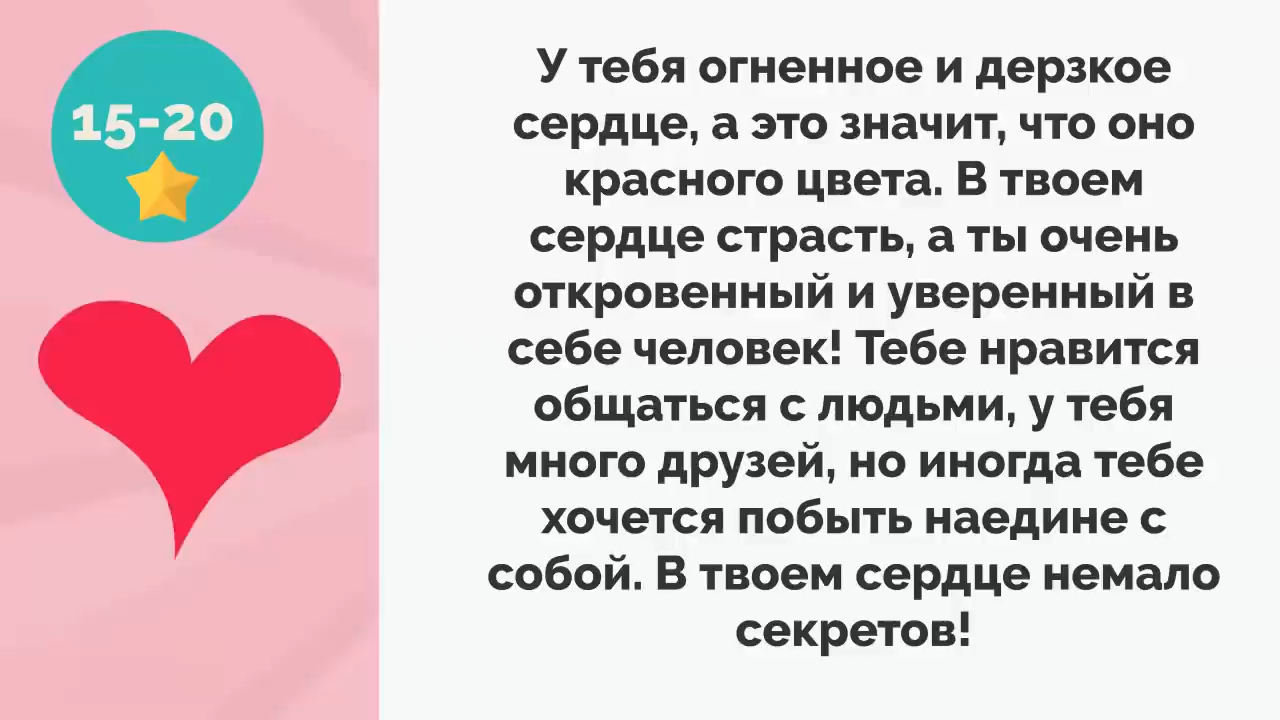 15-20
У тебя огненное и дерзкое
сердце, а это значит, что оно
красного цвета. В твоем
сердце страсть, а ты очень
откровенный и уверенный в
себе человек! Тебе нравится
общаться с людьми, у тебя
много друзей, но иногда тебе
хочется побыть наедине с
собой. В твоем сердце немало
секретов!